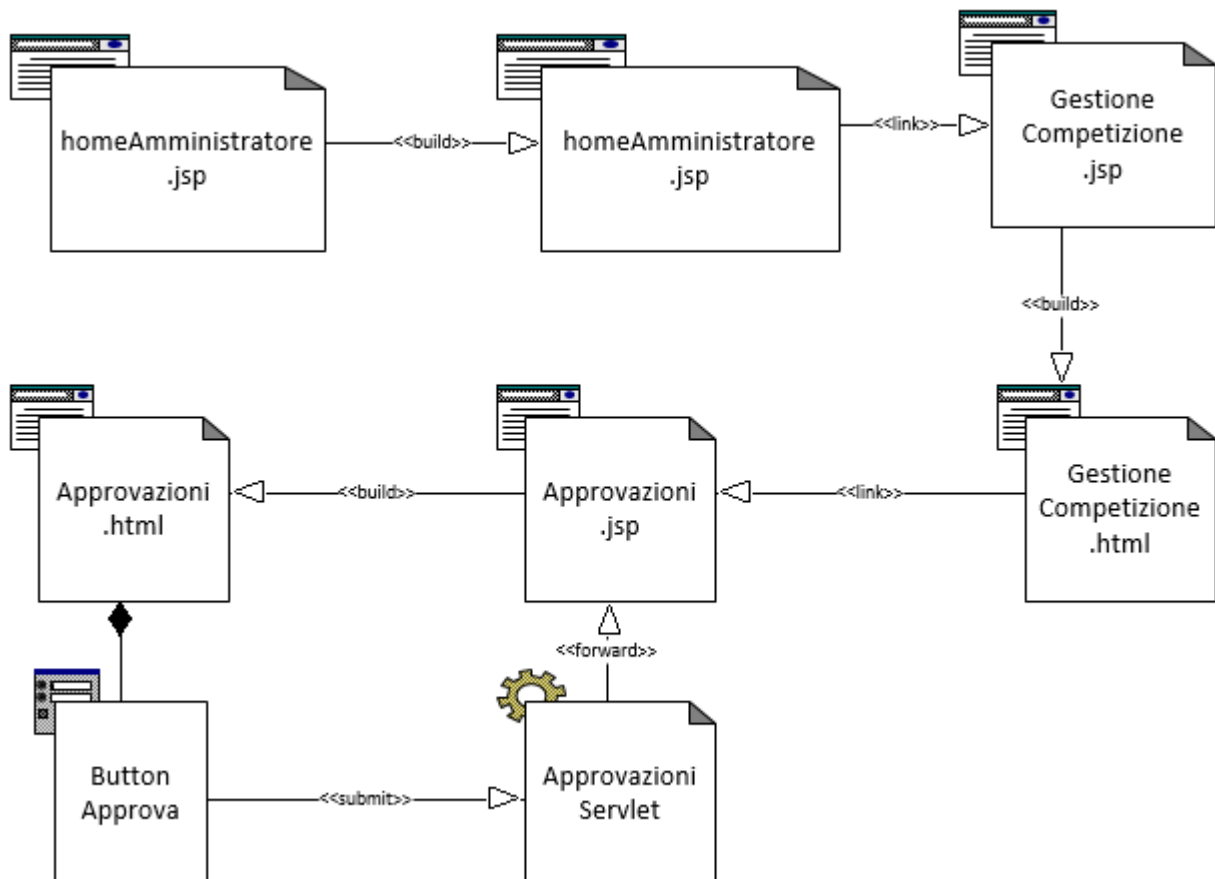 homeAmministratore
.jsp
<<build>>
homeAmministratore
.jsp
<<link>>
Gestione
Competizione
.jsp
<<build>>
Approvazioni
.html
<<build>>
Approvazioni
.jsp
<<link>>
Gestione
Competizione
.html
<<forward>>
Button
Approva
<<submit>>
Approvazioni
Servlet